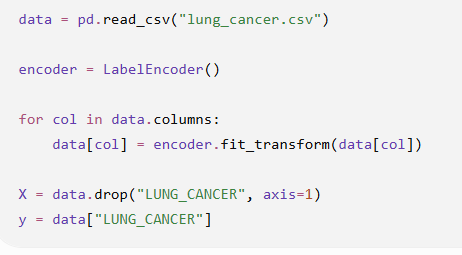 data = pd.read_csv("lung_cancer.csv")
encoder = LabelEncoder()
for col in data.columns:
    data[col] = encoder.fit_transform(data[col])
X = data.drop("LUNG_CANCER", axis=1)
y = data["LUNG_CANCER"]